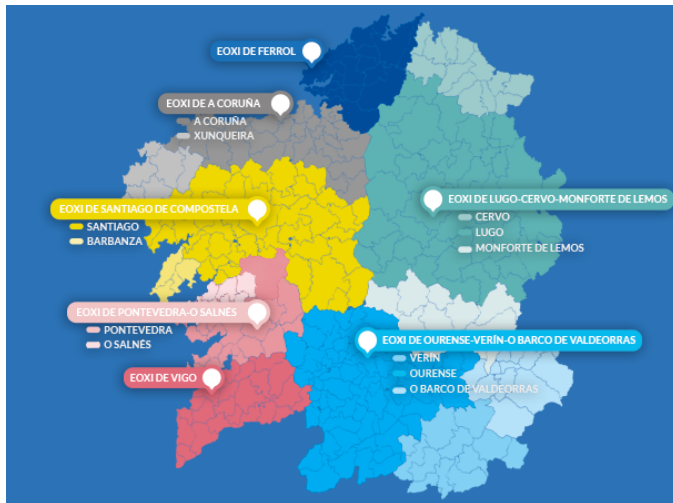 EOXI DE FERROL
EOXI DE A CORUÑA
A CORUÑA
XUNQUEIRA
EOXI DE SANTIAGO DE COMPOSTELA
SANTIAGO
BARBANZA
EOXI DE LUGO-CERVO-MONFORTE DE LEMOS
CERVO
LUGO
MONFORTE DE LEMOS
EOXI DE PONTEVEDRA-O SALNÉS
PONTEVEDRA
O SALNÉS
EOXI DE OURENSE-VERÍN-O BARCO DE VALDEORRAS
VERÍN
OURENSE
O BARCO DE VALDEORRAS
EOXI DE VIGO